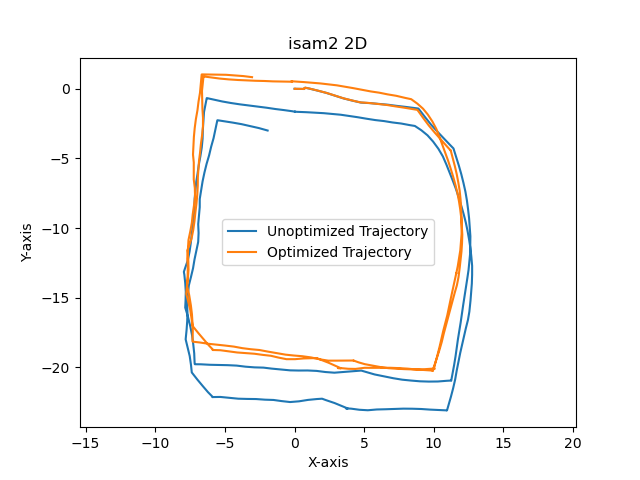 isam2 2D
0
−5
−10
−15
−20
Y-axis
Unoptimized Trajectory
Optimized Trajectory
−15 −10 −5 0 5 10 15 20
X-axis